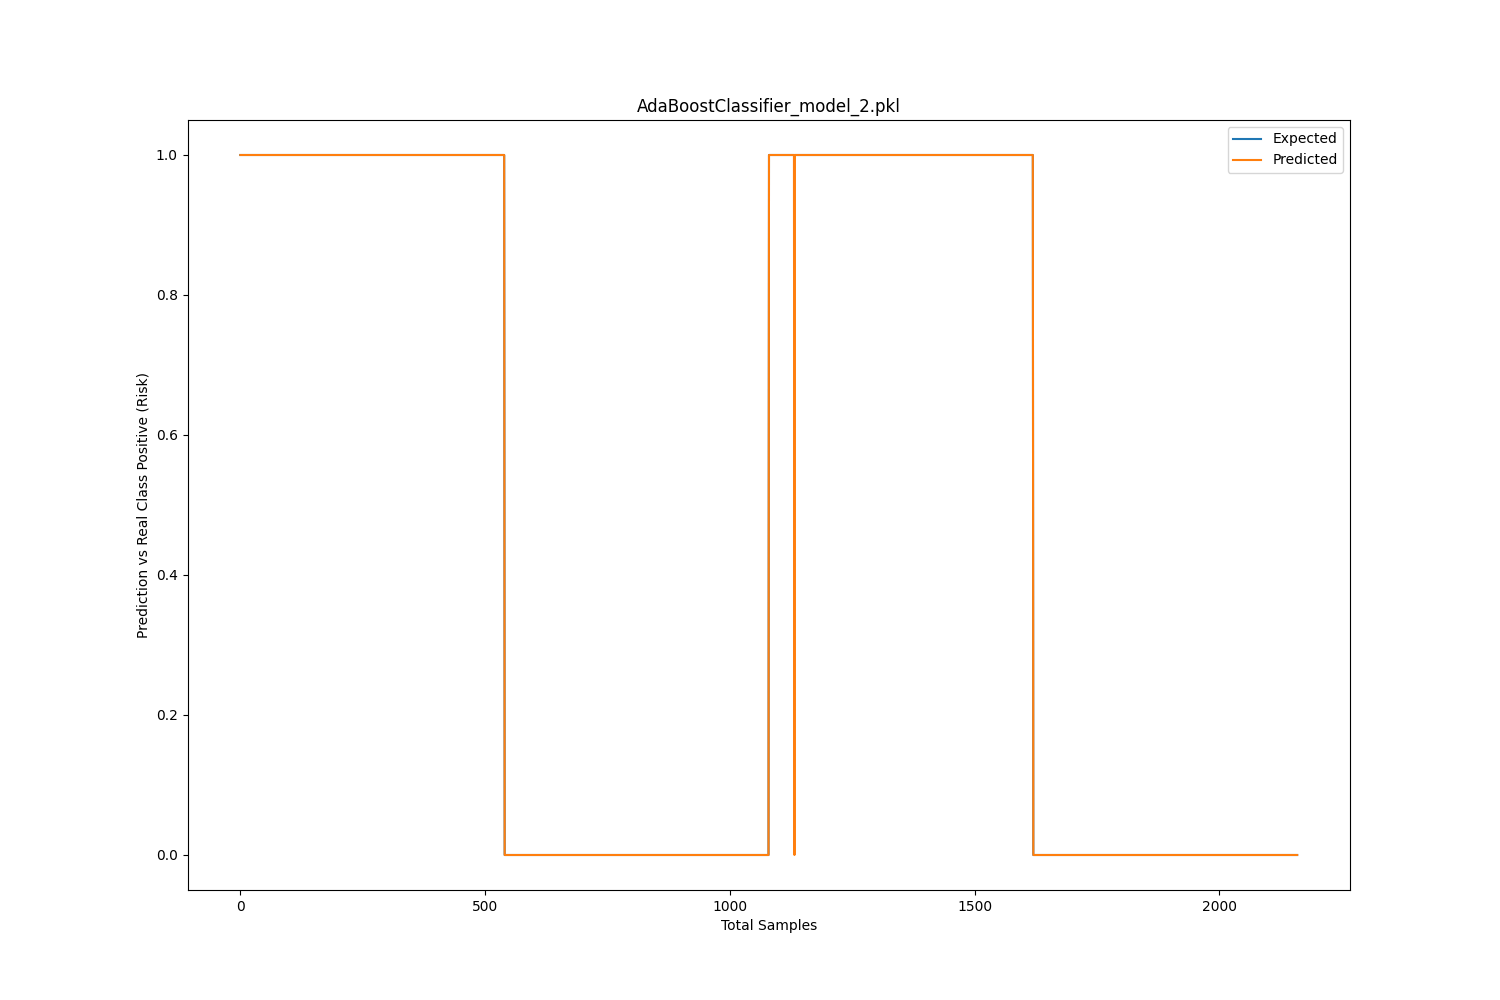 AdaBoostClassifier_model_2.pkl
Expected
Predicted
1.0
0.8
0.6
0.4
0.2
0.0
Prediction vs Real Class Positive (Risk)
0 500 1000 1500 2000
Total Samples